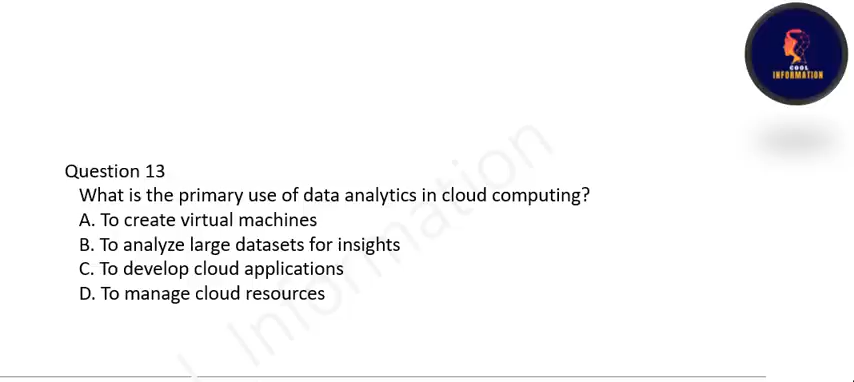 COOL
INFORMATION
Question 13
What is the primary use of data analytics in cloud computing?
A. To create virtual machines
B. To analyze large datasets for insights
C. To develop cloud applications
D. To manage cloud resources
l Information